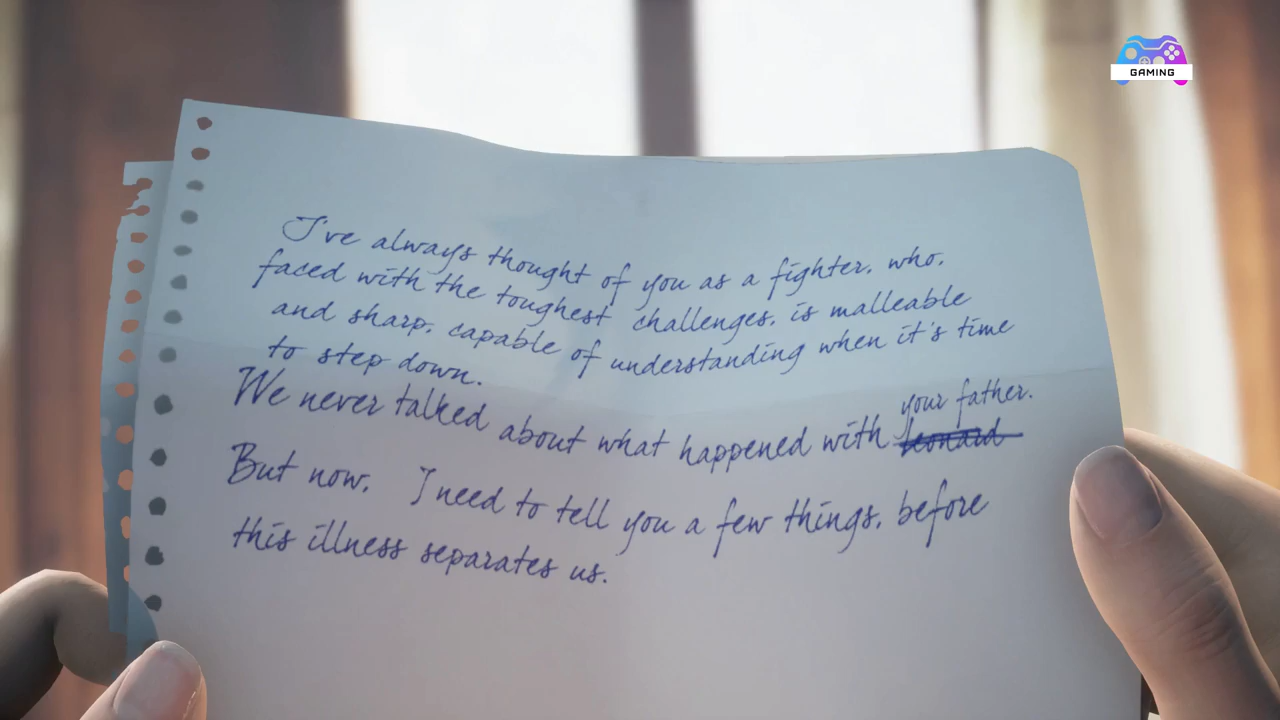 GAMING
I've always thought of you as a fighter, who,
faced with the toughest challenges, is malleable
and sharp, capable of understanding when it's time
to step down.
We never talked about what happened with leonard your father.
But now, I need to tell you a few things, before
this illness separates us.